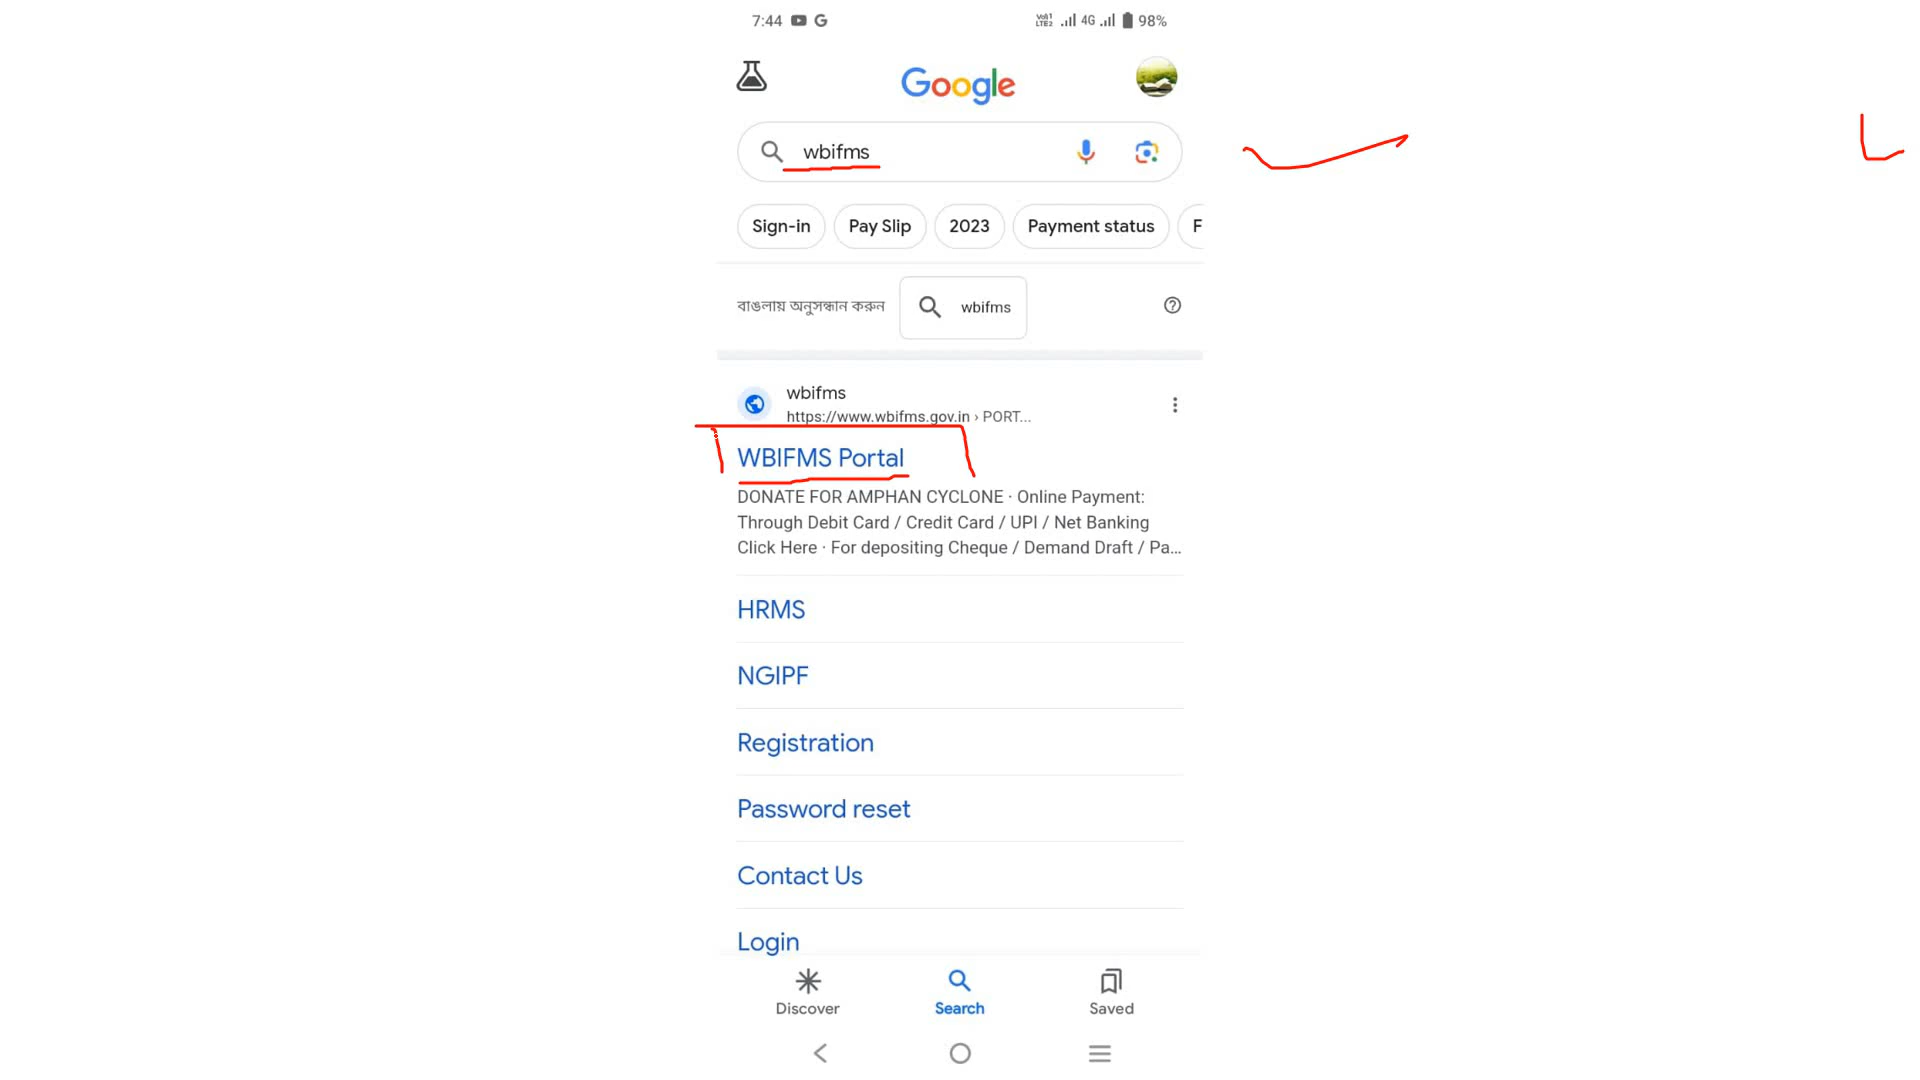 7:44 G VoI1 LTE2 4G 98%
Google
wbifms
Sign-in Pay Slip 2023 Payment status F
বাঙলায় অনুসন্ধান করুন wbifms
wbifms
https://www.wbifms.gov.in › PORT...
WBIFMS Portal
DONATE FOR AMPHAN CYCLONE · Online Payment:
Through Debit Card / Credit Card / UPI / Net Banking
Click Here · For depositing Cheque / Demand Draft / Pa...
HRMS
NGIPF
Registration
Password reset
Contact Us
Login
Discover Search Saved